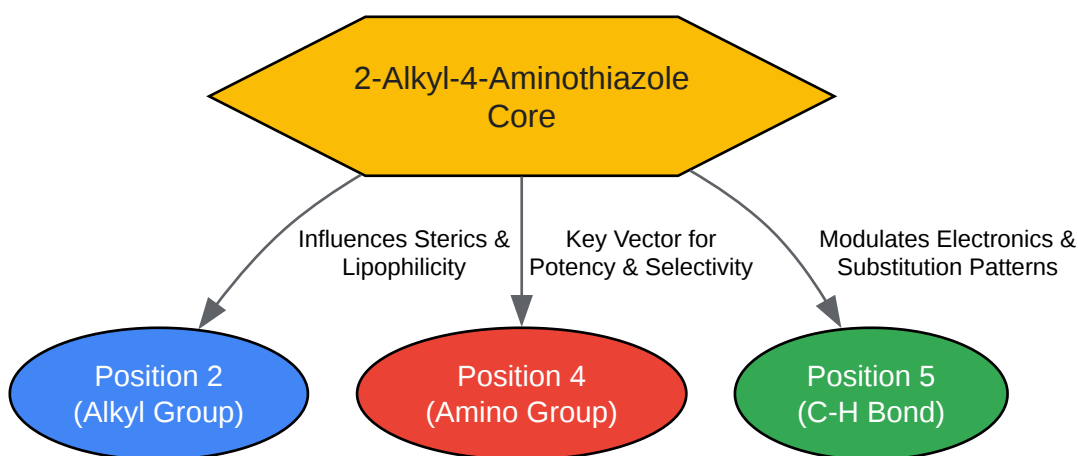 2-Alkyl-4-Aminothiazole
Core
Influences Sterics &
Lipophilicity
Key Vector for
Potency & Selectivity
Modulates Electronics &
Substitution Patterns
Position 2
(Alkyl Group)
Position 4
(Amino Group)
Position 5
(C-H Bond)